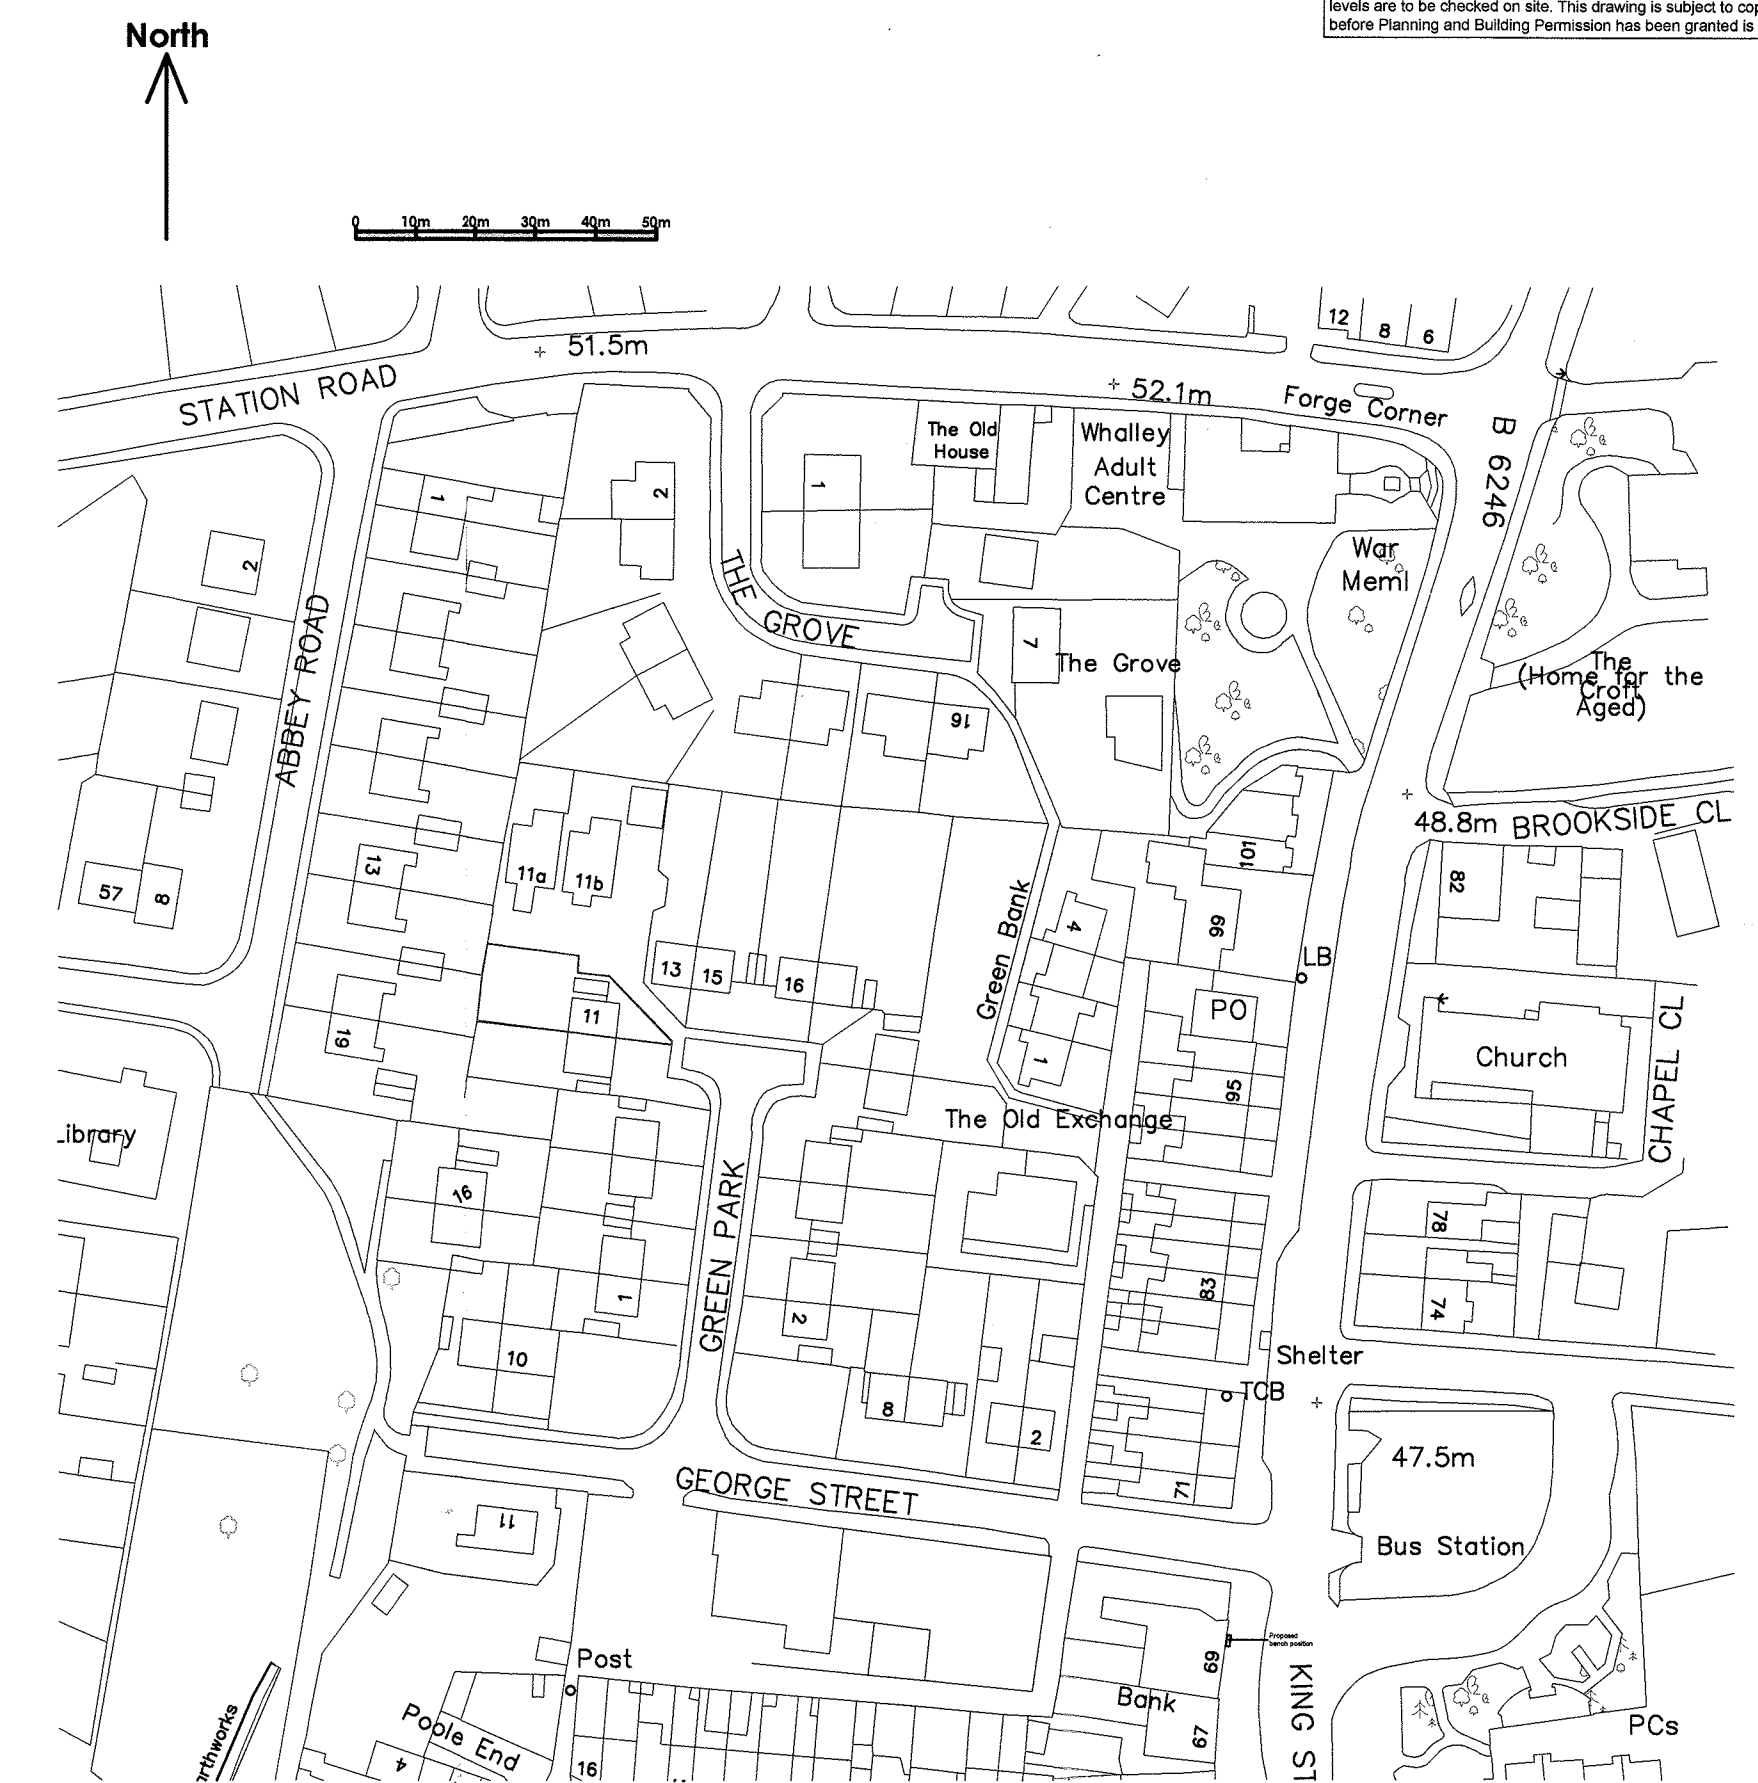 levels are to be checked on site. This drawing is subject to
before Planning and Building Permission has been granted is
North
0 10m 20m 30m 40m 50m
51.5m
12 8 6
STATION ROAD
52.1m
Forge Corner
B 6246
The Old
House
Whalley
Adult
Centre
1
2
1
2
War
Meml
THE GROVE
ABBEY ROAD
7
The Grove
The
(Home for the
Croft
Aged)
16
48.8m
BROOKSIDE CL
101
13
11a
11b
57
8
82
Green Bank
4
99
LB
13
15
16
PO
11
CHAPEL CL
19
1
Church
95
The Old Exchange
16
GREEN PARK
78
83
74
1
2
Shelter
10
TCB
8
2
47.5m
71
GEORGE STREET
11
Bus Station
Proposed
bench position
69
Post
KING ST
Bank
67
PCs
Poole End
4
16